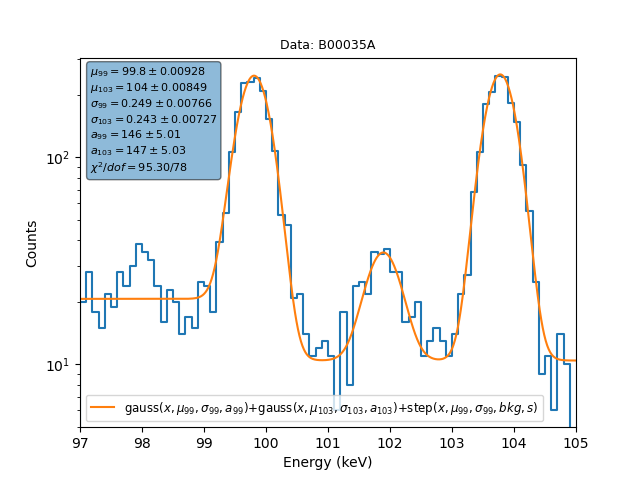 Data: B00035A
μ₉₉ = 99.8 ± 0.00928
μ₁₀₃ = 104 ± 0.00849
σ₉₉ = 0.249 ± 0.00766
σ₁₀₃ = 0.243 ± 0.00727
a₉₉ = 146 ± 5.01
a₁₀₃ = 147 ± 5.03
χ²/dof = 95.30/78
Counts
10²
10¹
gauss(x, μ₉₉, σ₉₉, a₉₉)+gauss(x, μ₁₀₃, σ₁₀₃, a₁₀₃)+step(x, μ₉₉, σ₉₉, bkg, s)
97 98 99 100 101 102 103 104 105
Energy (keV)